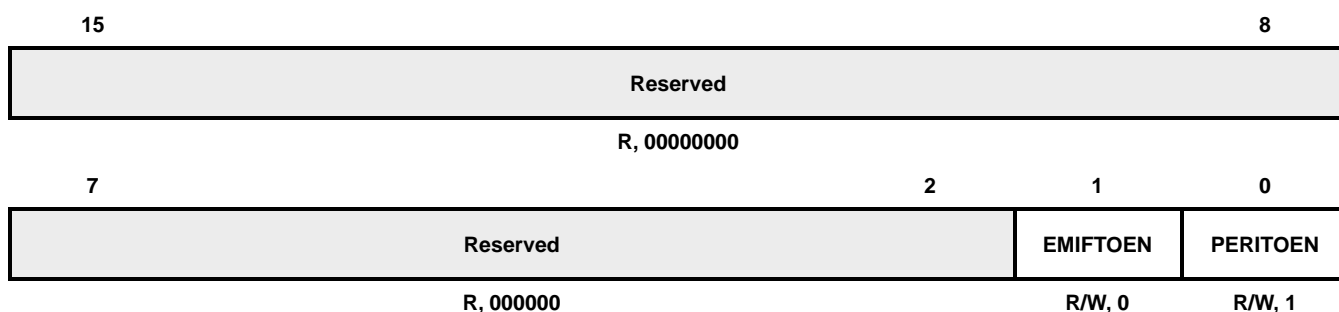 15 8
Reserved
R, 00000000
7 2 1 0
Reserved EMIFTOEN PERITOEN
R, 000000 R/W, 0 R/W, 1